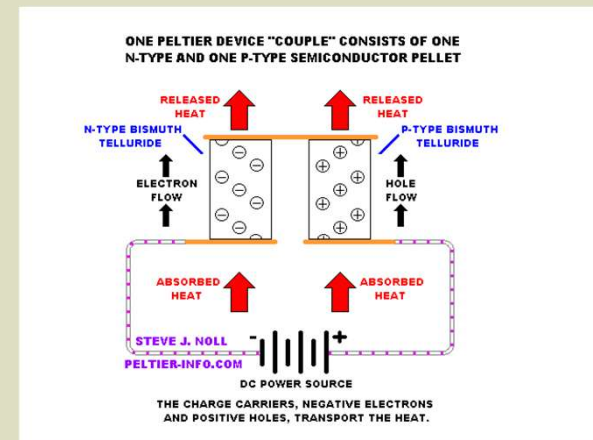 ONE PELTIER DEVICE "COUPLE" CONSISTS OF ONE
N-TYPE AND ONE P-TYPE SEMICONDUCTOR PELLET
RELEASED
HEAT
RELEASED
HEAT
N-TYPE BISMUTH
TELLURIDE
P-TYPE BISMUTH
TELLURIDE
ELECTRON
FLOW
HOLE
FLOW
ABSORBED
HEAT
ABSORBED
HEAT
STEVE J. NOLL
PELTIER-INFO.COM
- +
DC POWER SOURCE
THE CHARGE CARRIERS, NEGATIVE ELECTRONS
AND POSITIVE HOLES, TRANSPORT THE HEAT.